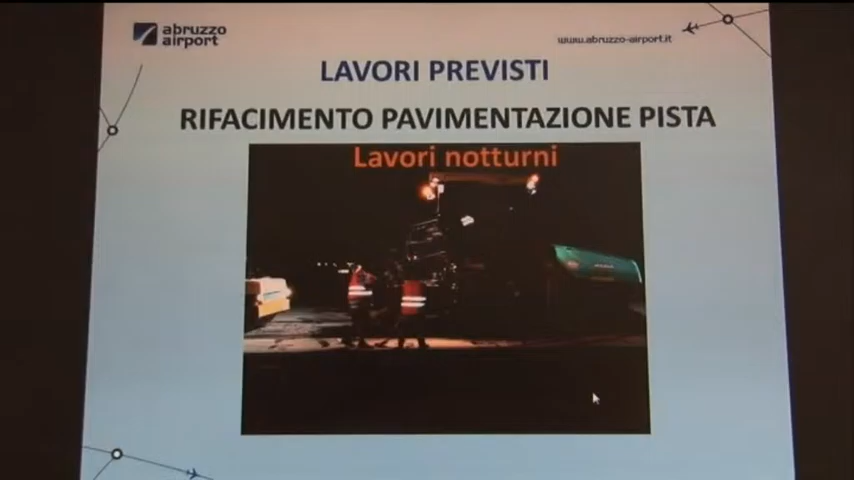 abruzzo
airport
www.abruzzo-airport.it
LAVORI PREVISTI
RIFACIMENTO PAVIMENTAZIONE PISTA
Lavori notturni